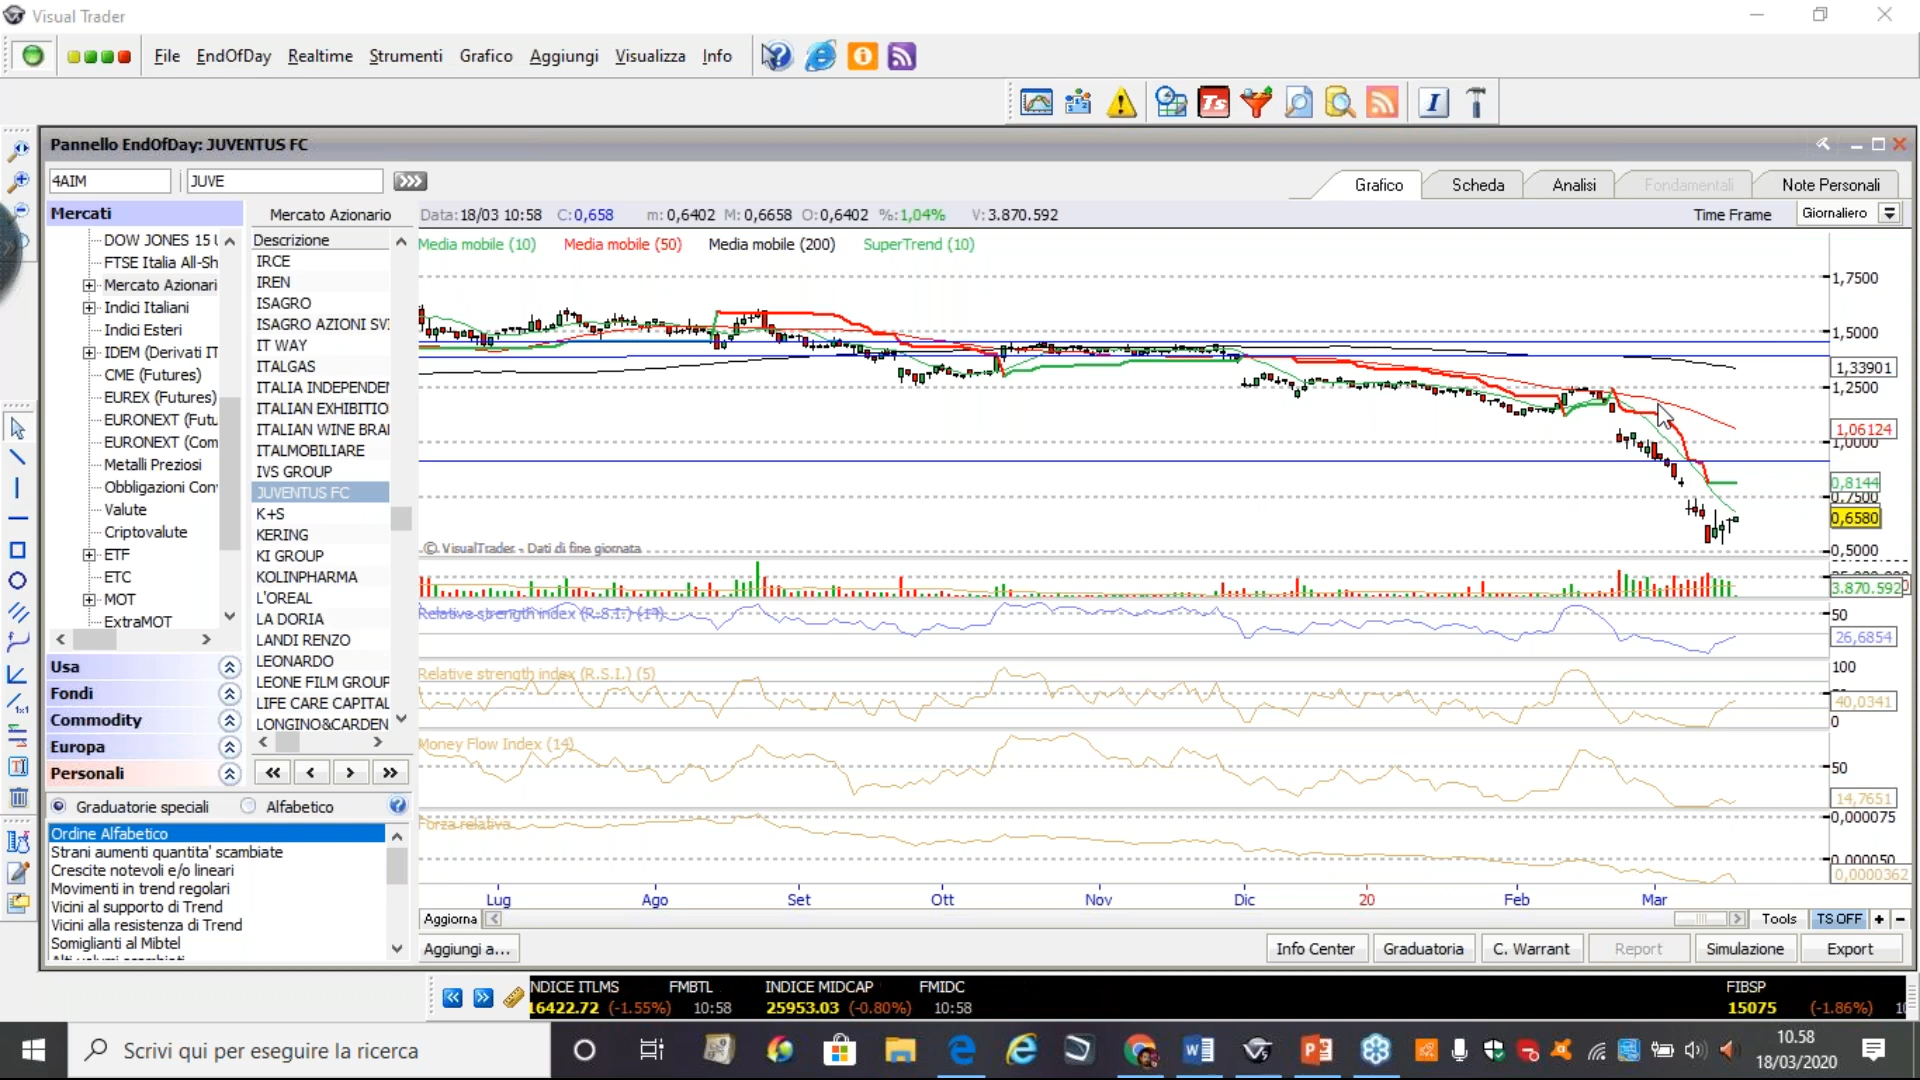 Visual Trader
File EndOfDay Realtime Strumenti Grafico Aggiungi Visualizza Info
Ts
Pannello EndOfDay: JUVENTUS FC
4AIM JUVE
Grafico Scheda Analisi Fondamentali Note Personali
Mercati Mercato Azionario Data: 18/03 10:58 C: 0,658 m: 0,6402 M: 0,6658 O: 0,6402 %: 1,04% V: 3.870.592 Time Frame Giornaliero
Media mobile (10) Media mobile (50) Media mobile (200) SuperTrend (10)
DOW JONES 15
FTSE Italia All-Sh
Mercato Azionari
Indici Italiani
Indici Esteri
IDEM (Derivati IT
CME (Futures)
EUREX (Futures)
EURONEXT (Futu
EURONEXT (Com
Metalli Preziosi
Obbligazioni Con
Valute
Criptovalute
ETF
ETC
MOT
ExtraMOT
Usa
Fondi
Commodity
Europa
Personali
Descrizione
IRCE
IREN
ISAGRO
ISAGRO AZIONI SVI
IT WAY
ITALGAS
ITALIA INDEPENDEN
ITALIAN EXHIBITIO
ITALIAN WINE BRA
ITALMOBILIARE
IVS GROUP
JUVENTUS FC
K+S
KERING
KI GROUP
KOLINPHARMA
L'OREAL
LA DORIA
LANDI RENZO
LEONARDO
LEONE FILM GROUP
LIFE CARE CAPITAL
LONGINO&CARDEN
Graduatorie speciali Alfabetico
Ordine Alfabetico
Strani aumenti quantita' scambiate
Crescite notevoli e/o lineari
Movimenti in trend regolari
Vicini al supporto di Trend
Vicini alla resistenza di Trend
Somiglianti al Mibtel
Alti volumi scambiati
1,7500
1,5000
1,33901
1,2500
1,06124
1,0000
0,8144
0,7500
0,6580
0,5000
© VisualTrader - Dati di fine giornata
3.870.592
Relative strength index (R.S.I.) (14)
50
26,6854
Relative strength index (R.S.I.) (5)
100
40,0341
0
Money Flow Index (14)
50
14,7651
Forza relativa
0,000075
0,000050
0,0000362
Lug Ago Set Ott Nov Dic 20 Feb Mar
Aggiorna Tools TS OFF + -
Aggiungi a... Info Center Graduatoria C. Warrant Report Simulazione Export
NDICE ITLMS FMBTL INDICE MIDCAP FMIDC FIBSP
16422.72 (-1.55%) 10:58 25953.03 (-0.80%) 10:58 15075 (-1.86%)
Scrivi qui per eseguire la ricerca
10.58
18/03/2020